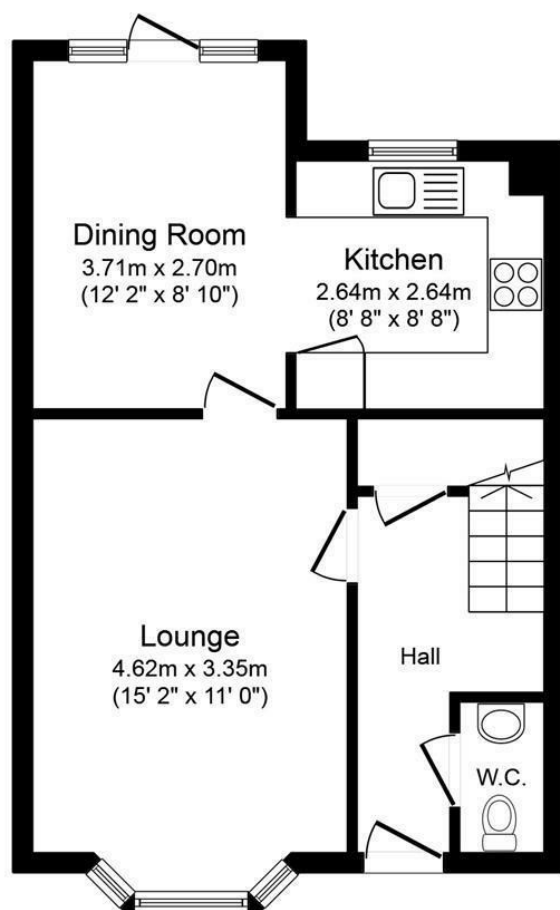 Dining Room
3.71m x 2.70m
(12' 2" x 8' 10")
Kitchen
2.64m x 2.64m
(8' 8" x 8' 8")
Lounge
4.62m x 3.35m
(15' 2" x 11' 0")
Hall
W.C.